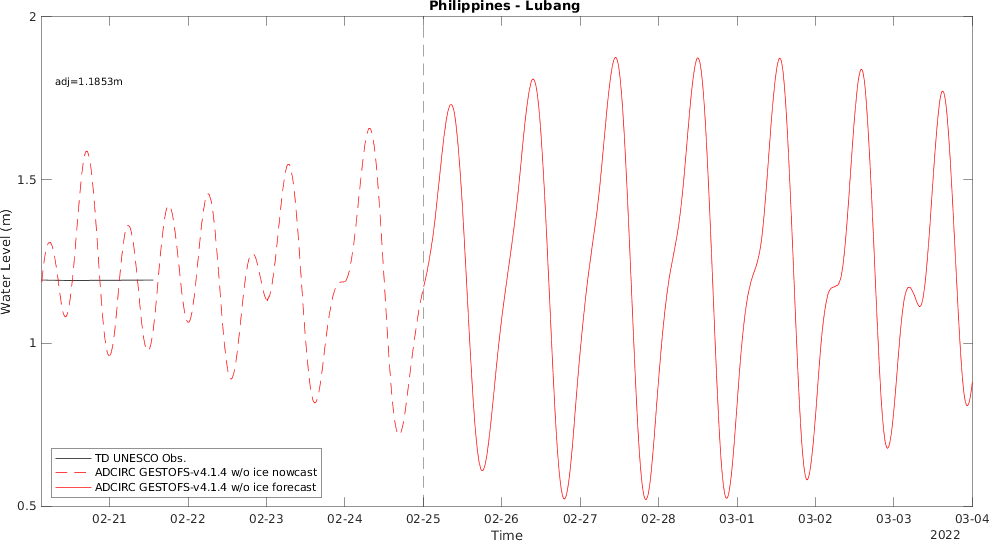 Philippines - Lubang
2
adj=1.1853m
1.5
Water Level (m)
1
TD UNESCO Obs.
ADCIRC GESTOFS-v4.1.4 w/o ice nowcast
ADCIRC GESTOFS-v4.1.4 w/o ice forecast
0.5
02-21 02-22 02-23 02-24 02-25 02-26 02-27 02-28 03-01 03-02 03-03 03-04
Time
2022